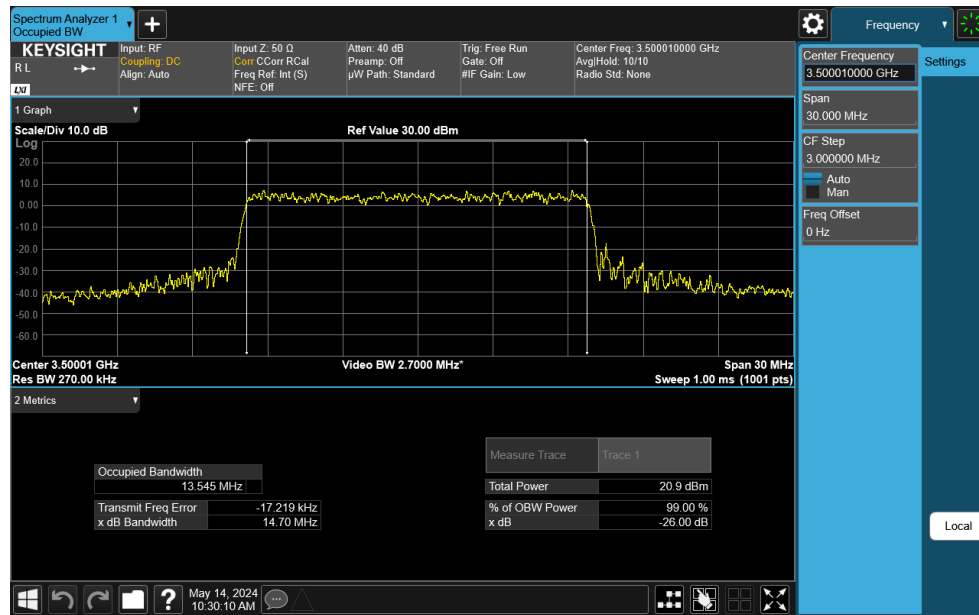 Spectrum Analyzer 1
Occupied BW
+
Frequency
KEYSIGHT
R L
LXI
Input: RF
Coupling: DC
Align: Auto
Input Z: 50 Ω
Corr CCorr RCal
Freq Ref: Int (S)
NFE: Off
Atten: 40 dB
Preamp: Off
µW Path: Standard
Trig: Free Run
Gate: Off
#IF Gain: Low
Center Freq: 3.500010000 GHz
Avg|Hold: 10/10
Radio Std: None
Center Frequency
3.500010000 GHz
Settings
Span
30.000 MHz
CF Step
3.000000 MHz
Auto
Man
Freq Offset
0 Hz
1 Graph
Scale/Div 10.0 dB
Ref Value 30.00 dBm
Log
20.0
10.0
0.00
-10.0
-20.0
-30.0
-40.0
-50.0
-60.0
Center 3.50001 GHz
Video BW 2.7000 MHz*
Span 30 MHz
Res BW 270.00 kHz
Sweep 1.00 ms (1001 pts)
2 Metrics
Measure Trace
Trace 1
Occupied Bandwidth
13.545 MHz
Total Power
20.9 dBm
Transmit Freq Error
-17.219 kHz
% of OBW Power
99.00 %
x dB Bandwidth
14.70 MHz
x dB
-26.00 dB
Local
?
May 14, 2024
10:30:10 AM